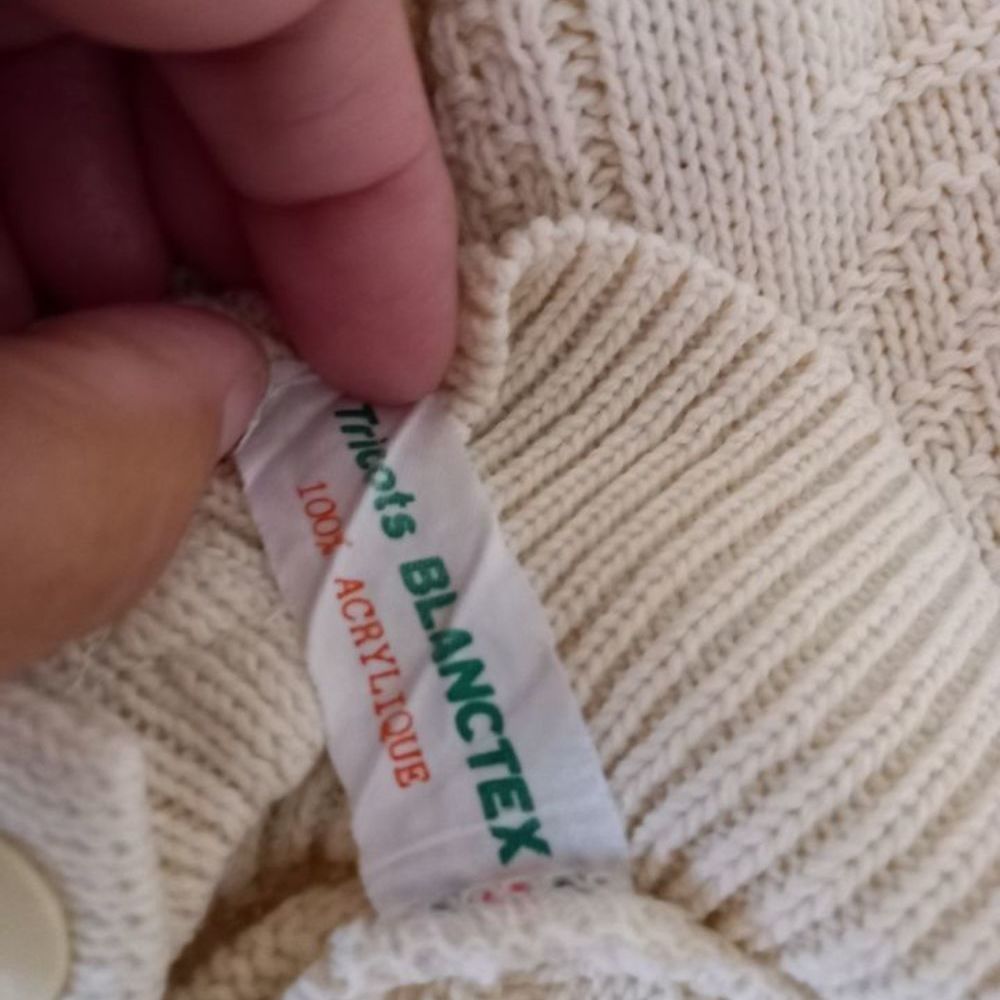 Tricots BLANCTEX
100% ACRYLIQUE